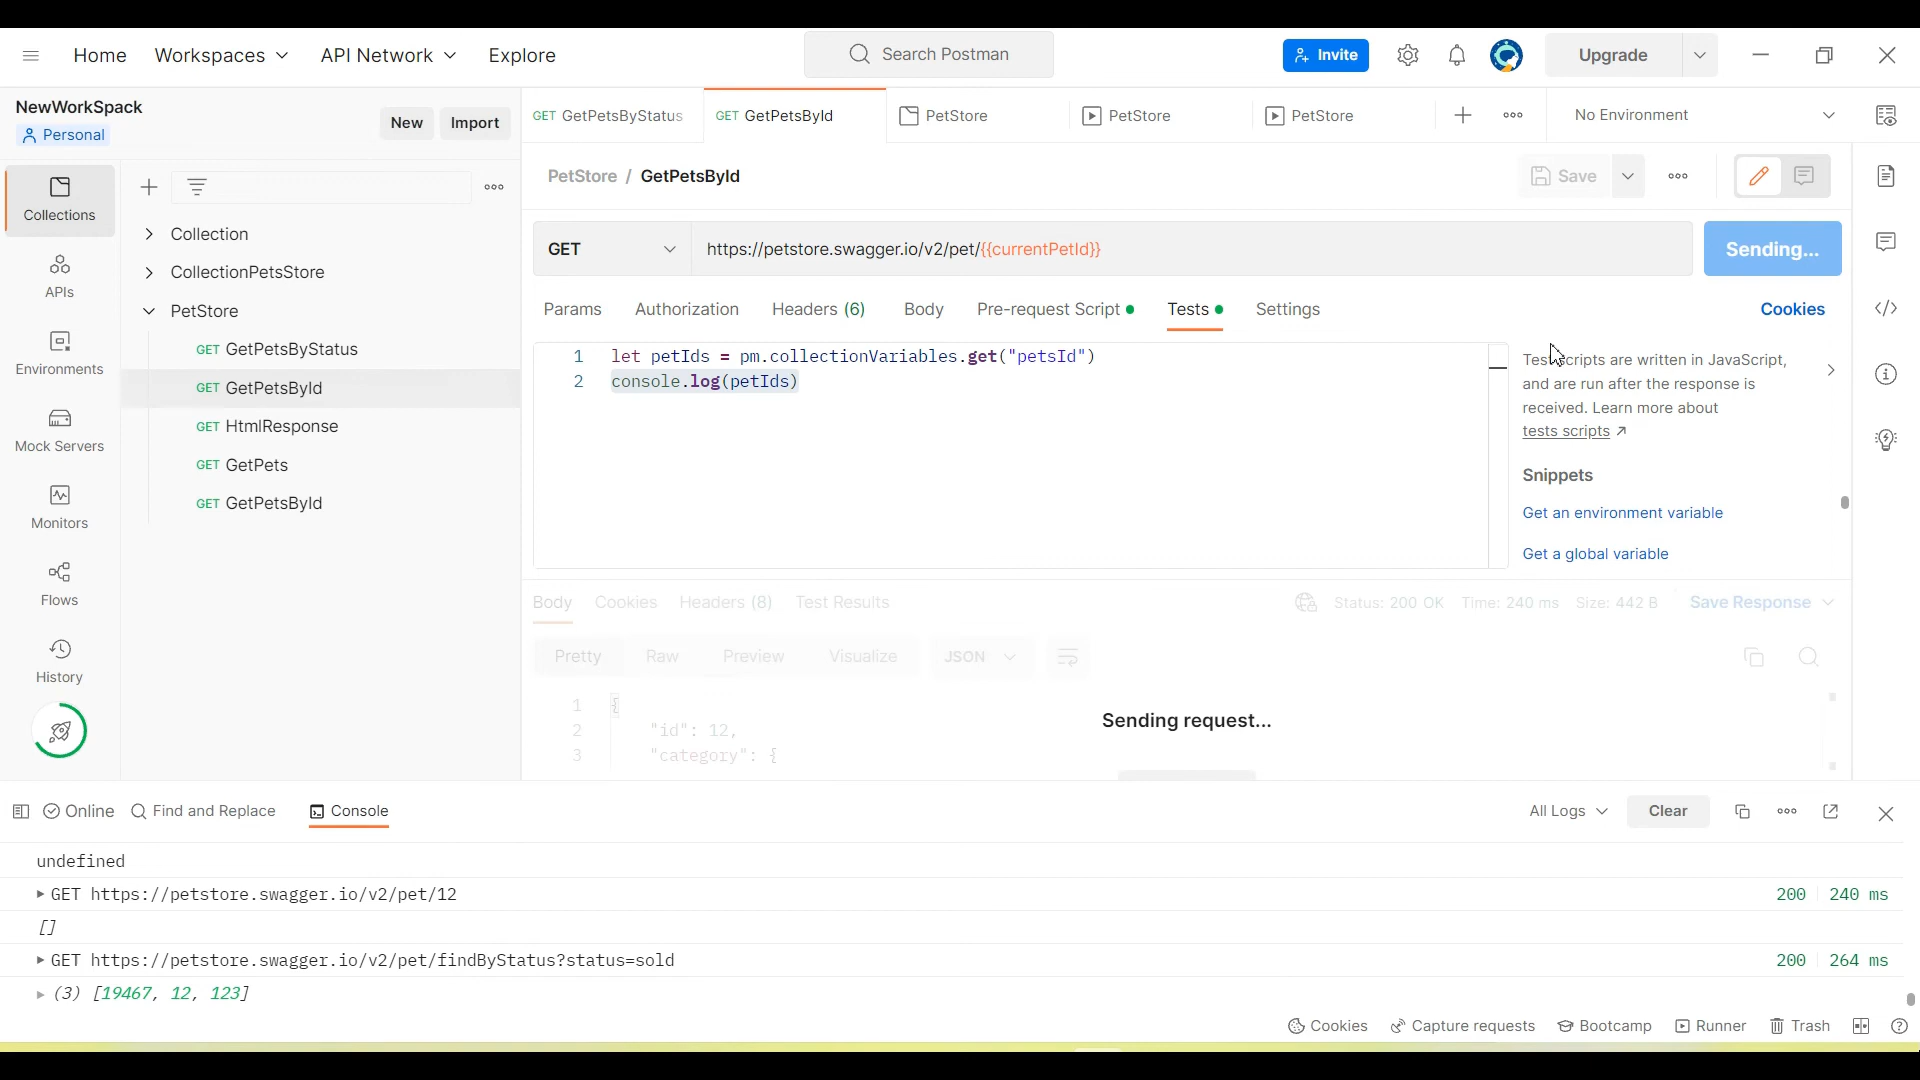 Home Workspaces API Network Explore Search Postman Invite Upgrade
NewWorkSpack
Personal
New Import
GET GetPetsByStatus GET GetPetsById PetStore PetStore PetStore No Environment
PetStore / GetPetsById Save
GET https://petstore.swagger.io/v2/pet/{{currentPetId}} Sending...
Params Authorization Headers (6) Body Pre-request Script Tests Settings Cookies
Collections
APIs
Environments
Mock Servers
Monitors
Flows
History
Collection
CollectionPetsStore
PetStore
GET GetPetsByStatus
GET GetPetsById
GET HtmlResponse
GET GetPets
GET GetPetsById
1 let petIds = pm.collectionVariables.get("petsId")
2 console.log(petIds)
scripts are written in JavaScript,
and are run after the response is
received. Learn more about
tests scripts
Snippets
Get an environment variable
Get a global variable
Body Cookies Headers (8) Test Results Status: 200 OK Time: 240 ms Size: 442 B Save Response
Pretty Raw Preview Visualize JSON
1 {
2 "id": 12,
3 "category": {
Sending request...
Online Find and Replace Console All Logs Clear
undefined
GET https://petstore.swagger.io/v2/pet/12 200 240 ms
[]
GET https://petstore.swagger.io/v2/pet/findByStatus?status=sold 200 264 ms
(3) [19467, 12, 123]
Cookies Capture requests Bootcamp Runner Trash